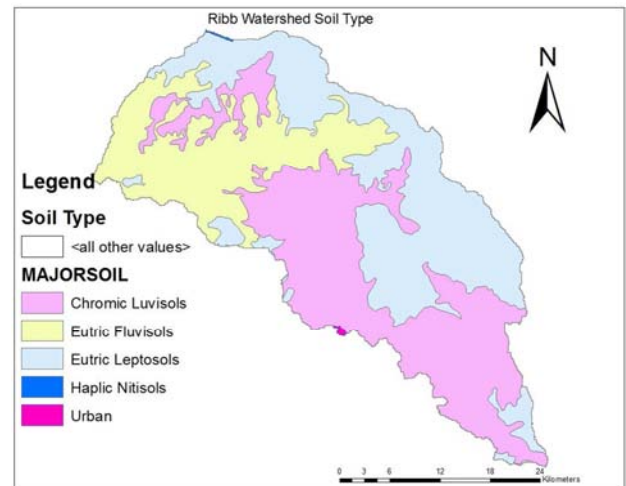 Ribb Watershed Soil Type
N
Legend
Soil Type
<all other values>
MAJORSOIL
Chromic Luvisols
Eutric Fluvisols
Eutric Leptosols
Haplic Nitisols
Urban
0 3 6 12 18 24
Kilometers